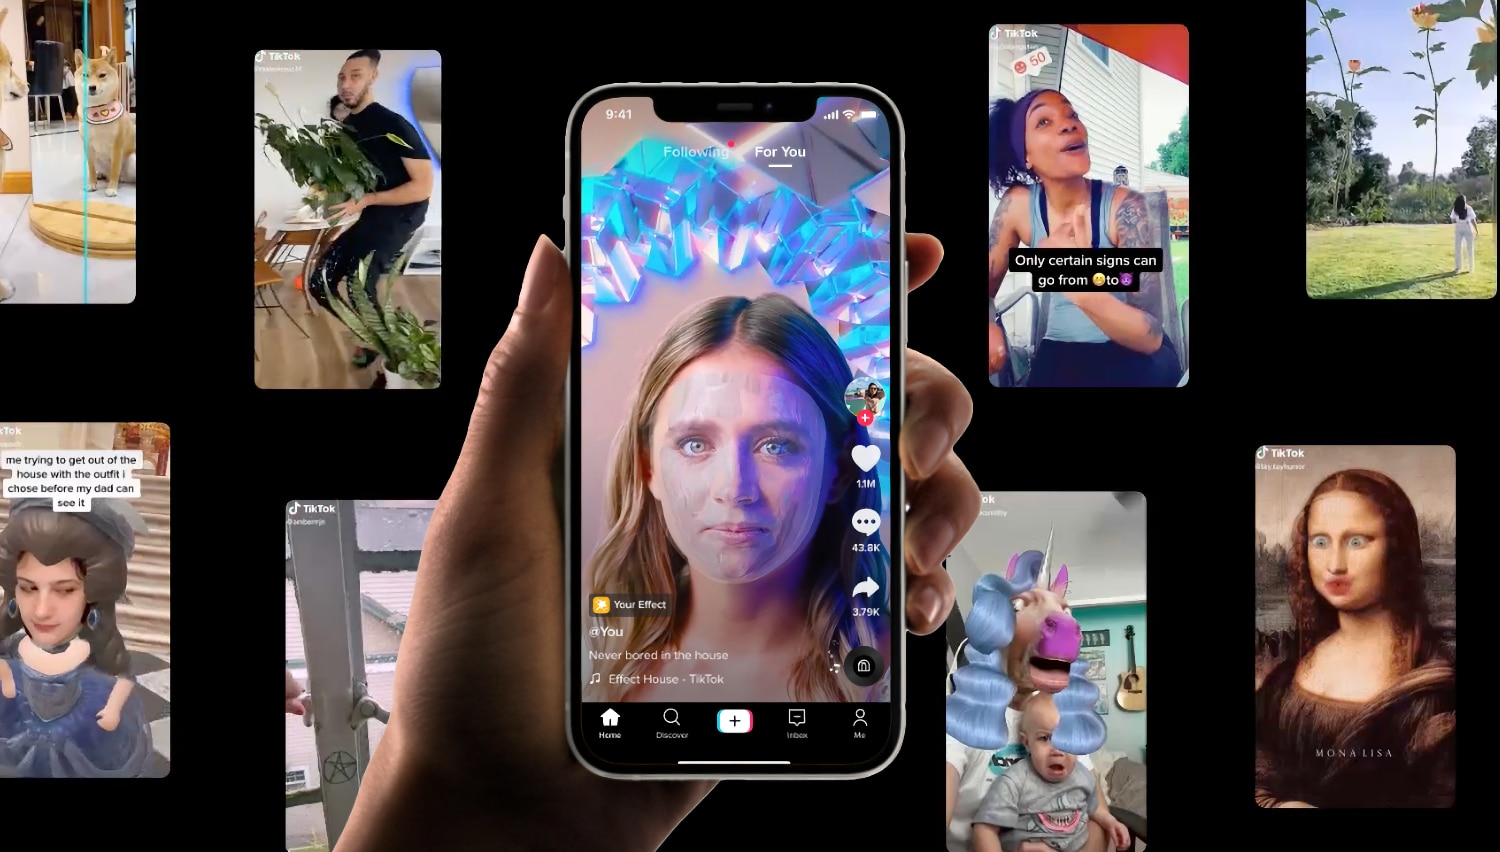 TikTok
TikTok
50
Only certain signs can
go from 😁to😈
9:41
Following
For You
1.1M
43.8K
3.79K
Your Effect
@You
Never bored in the house
Effect House - TikTok
Home
Discover
Inbox
Me
kTok
me trying to get out of the
house with the outfit i
chose before my dad can
see it
TikTok
ok
TikTok
MONA LISA